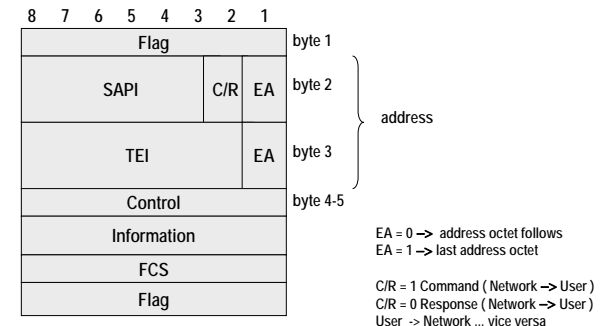 8 7 6 5 4 3 2 1
Flag
byte 1
SAPI
C/R
EA
byte 2
address
TEI
EA
byte 3
Control
byte 4-5
Information
FCS
Flag
EA = 0 --> address octet follows
EA = 1 --> last address octet
C/R = 1 Command ( Network --> User )
C/R = 0 Response ( Network --> User )
User -> Network ... vice versa